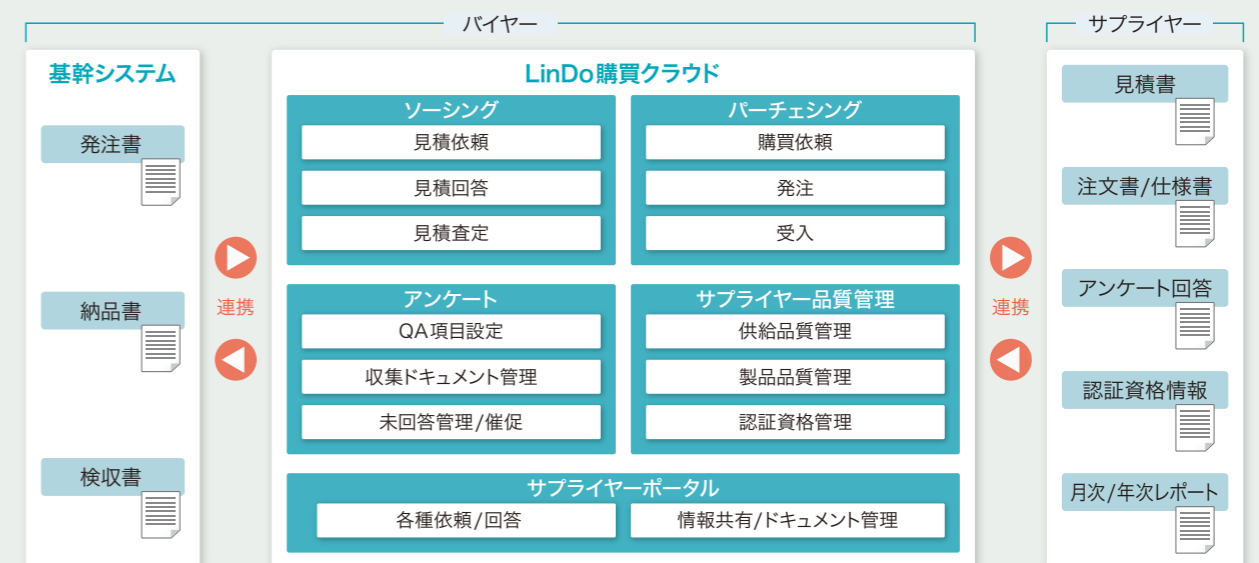 バイヤー
サプライヤー
基幹システム
発注書
納品書
検収書
連携
LinDo購買クラウド
ソーシング
見積依頼
見積回答
見積査定
パーチェシング
購買依頼
発注
受入
アンケート
QA項目設定
収集ドキュメント管理
未回答管理/催促
サプライヤー品質管理
供給品質管理
製品品質管理
認証資格管理
サプライヤーポータル
各種依頼/回答
情報共有/ドキュメント管理
連携
見積書
注文書/仕様書
アンケート回答
認証資格情報
月次/年次レポート